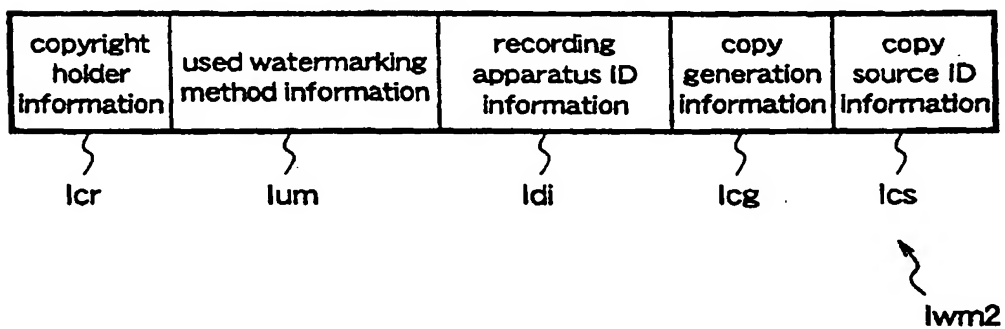 copyright
holder
information
used watermarking
method information
recording
apparatus ID
information
copy
generation
information
copy
source ID
information
Icr
Ium
Idi
Icg
Ics
Iwm2